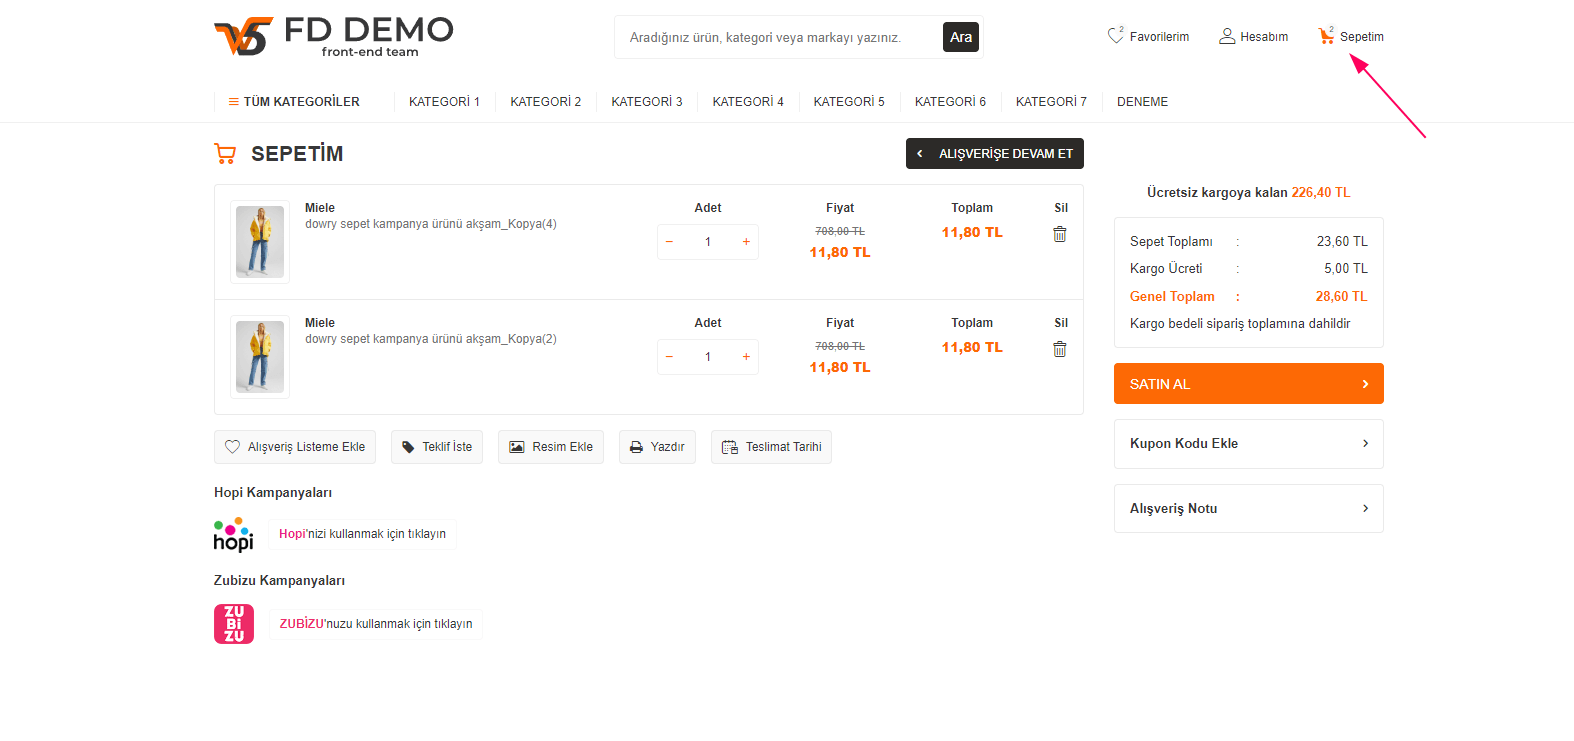 FD DEMO
front-end team
Aradığınız ürün, kategori veya markayı yazınız.
Ara
2
Favorilerim
Hesabım
2
Sepetim
TÜM KATEGORİLER
KATEGORİ 1
KATEGORİ 2
KATEGORİ 3
KATEGORİ 4
KATEGORİ 5
KATEGORİ 6
KATEGORİ 7
DENEME
SEPETİM
ALIŞVERİŞE DEVAM ET
Miele
dowry sepet kampanya ürünü akşam_Kopya(4)
Adet
− 1 +
Fiyat
708,00 TL
11,80 TL
Toplam
11,80 TL
Sil
Miele
dowry sepet kampanya ürünü akşam_Kopya(2)
Adet
− 1 +
Fiyat
708,00 TL
11,80 TL
Toplam
11,80 TL
Sil
Alışveriş Listeme Ekle
Teklif İste
Resim Ekle
Yazdır
Teslimat Tarihi
Hopi Kampanyaları
hopi
Hopi'nizi kullanmak için tıklayın
Zubizu Kampanyaları
ZU
Bi
ZU
ZUBİZU'nuzu kullanmak için tıklayın
Ücretsiz kargoya kalan 226,40 TL
Sepet Toplamı : 23,60 TL
Kargo Ücreti : 5,00 TL
Genel Toplam : 28,60 TL
Kargo bedeli sipariş toplamına dahildir
SATIN AL
Kupon Kodu Ekle
Alışveriş Notu